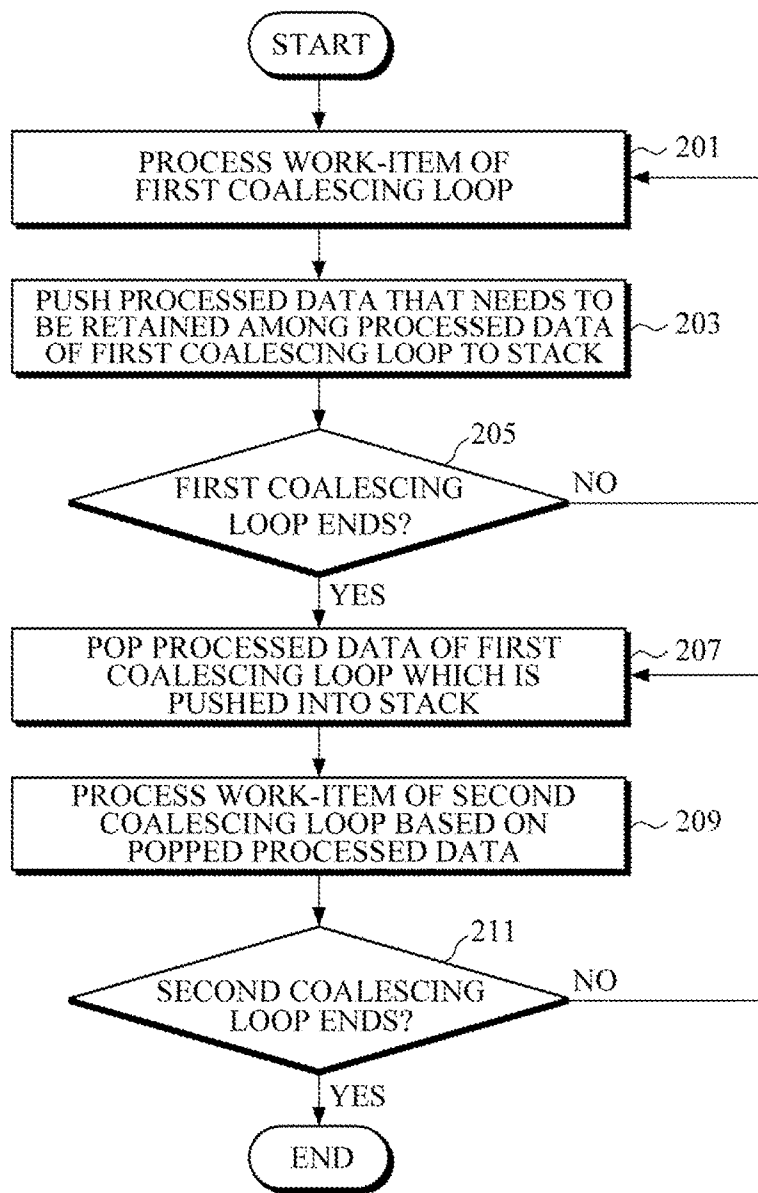 START
PROCESS WORK-ITEM OF
FIRST COALESCING LOOP
201
PUSH PROCESSED DATA THAT NEEDS TO
BE RETAINED AMONG PROCESSED DATA
OF FIRST COALESCING LOOP TO STACK
203
205
FIRST COALESCING
LOOP ENDS?
NO
YES
POP PROCESSED DATA OF FIRST
COALESCING LOOP WHICH IS
PUSHED INTO STACK
207
PROCESS WORK-ITEM OF SECOND
COALESCING LOOP BASED ON
POPPED PROCESSED DATA
209
211
SECOND COALESCING
LOOP ENDS?
NO
YES
END